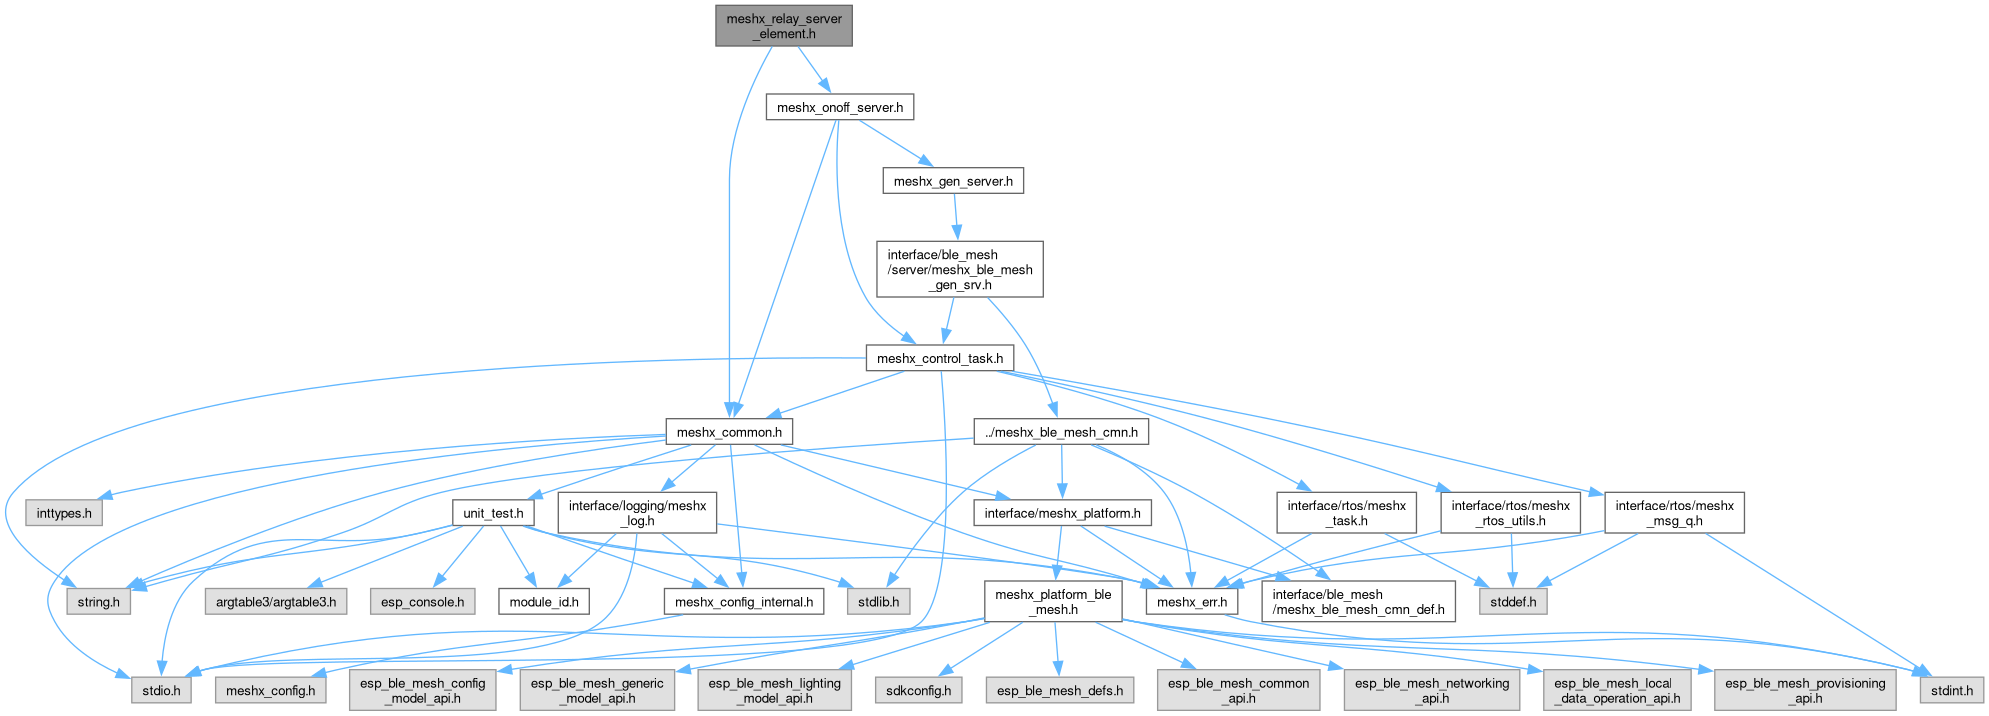 meshx_relay_server
_element.h
meshx_onoff_server.h
meshx_gen_server.h
interface/ble_mesh
/server/meshx_ble_mesh
_gen_srv.h
meshx_control_task.h
meshx_common.h
../meshx_ble_mesh_cmn.h
inttypes.h
unit_test.h
interface/logging/meshx
_log.h
interface/meshx_platform.h
interface/rtos/meshx
_task.h
interface/rtos/meshx
_rtos_utils.h
interface/rtos/meshx
_msg_q.h
string.h
argtable3/argtable3.h
esp_console.h
module_id.h
meshx_config_internal.h
stdlib.h
meshx_platform_ble
_mesh.h
meshx_err.h
interface/ble_mesh
/meshx_ble_mesh_cmn_def.h
stddef.h
stdio.h
meshx_config.h
esp_ble_mesh_config
_model_api.h
esp_ble_mesh_generic
_model_api.h
esp_ble_mesh_lighting
_model_api.h
sdkconfig.h
esp_ble_mesh_defs.h
esp_ble_mesh_common
_api.h
esp_ble_mesh_networking
_api.h
esp_ble_mesh_local
_data_operation_api.h
esp_ble_mesh_provisioning
_api.h
stdint.h